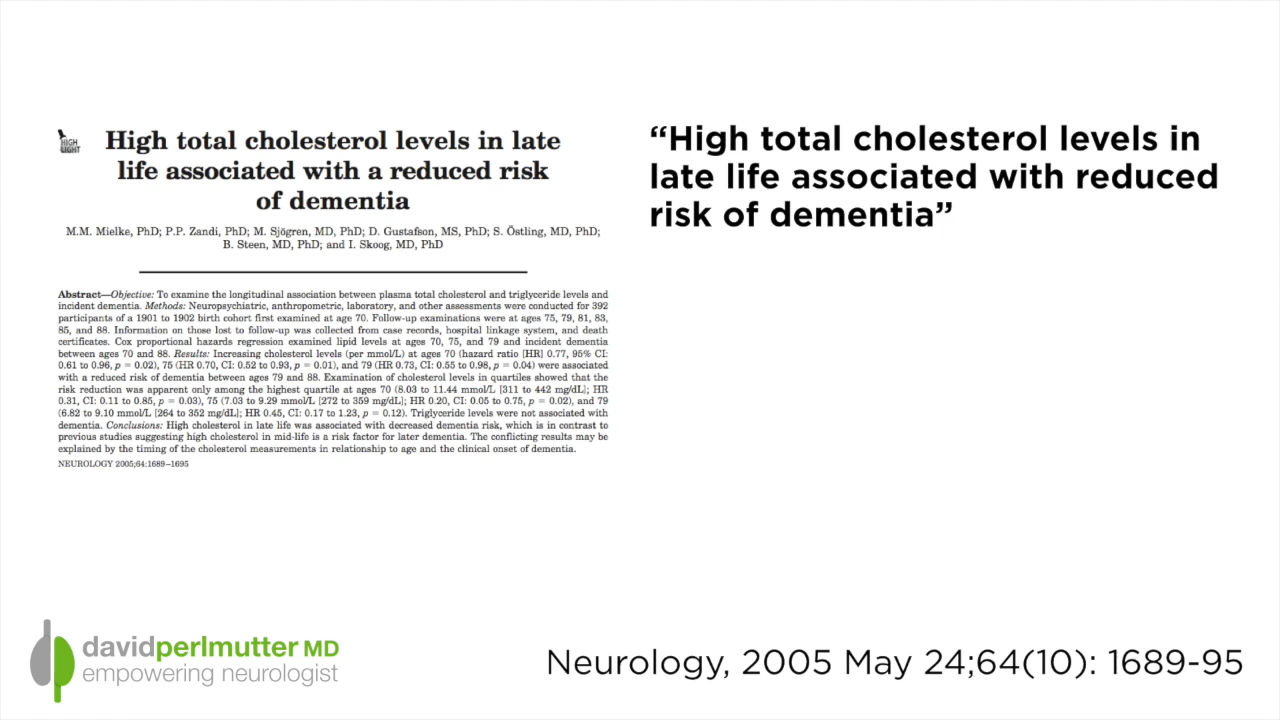 HIGH
LIGHT
High total cholesterol levels in late
life associated with a reduced risk
of dementia
M.M. Mielke, PhD; P.P. Zandi, PhD; M. Sjögren, MD, PhD; D. Gustafson, MS, PhD; S. Östling, MD, PhD;
B. Steen, MD, PhD; and I. Skoog, MD, PhD
Abstract—Objective: To examine the longitudinal association between plasma total cholesterol and triglyceride levels and
incident dementia. Methods: Neuropsychiatric, anthropometric, laboratory, and other assessments were conducted for 392
participants of a 1901 to 1902 birth cohort first examined at age 70. Follow-up examinations were at ages 75, 79, 81, 83,
85, and 88. Information on those lost to follow-up was collected from case records, hospital linkage system, and death
certificates. Cox proportional hazards regression examined lipid levels at ages 70, 75, and 79 and incident dementia
between ages 70 and 88. Results: Increasing cholesterol levels (per mmol/L) at ages 70 (hazard ratio [HR] 0.77, 95% CI:
0.61 to 0.96, p = 0.02), 75 (HR 0.70, CI: 0.52 to 0.93, p = 0.01), and 79 (HR 0.73, CI: 0.55 to 0.98, p = 0.04) were associated
with a reduced risk of dementia between ages 79 and 88. Examination of cholesterol levels in quartiles showed that the
risk reduction was apparent only among the highest quartile at ages 70 (8.03 to 11.44 mmol/L [311 to 442 mg/dL]; HR
0.31, CI: 0.11 to 0.85, p = 0.03), 75 (7.03 to 9.29 mmol/L [272 to 359 mg/dL]; HR 0.20, CI: 0.05 to 0.75, p = 0.02), and 79
(6.82 to 9.10 mmol/L [264 to 352 mg/dL]; HR 0.45, CI: 0.17 to 1.23, p = 0.12). Triglyceride levels were not associated with
dementia. Conclusions: High cholesterol in late life was associated with decreased dementia risk, which is in contrast to
previous studies suggesting high cholesterol in mid-life is a risk factor for later dementia. The conflicting results may be
explained by the timing of the cholesterol measurements in relationship to age and the clinical onset of dementia.
NEUROLOGY 2005;64:1689–1695
“High total cholesterol levels in
late life associated with reduced
risk of dementia”
davidperlmutter MD
empowering neurologist
Neurology, 2005 May 24;64(10): 1689-95